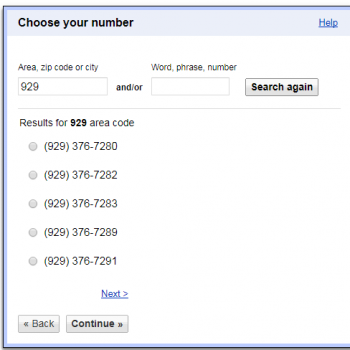 Choose your number Help
Area, zip code or city Word, phrase, number
929 and/or Search again
Results for 929 area code
(929) 376-7280
(929) 376-7282
(929) 376-7283
(929) 376-7289
(929) 376-7291
Next >
« Back Continue »